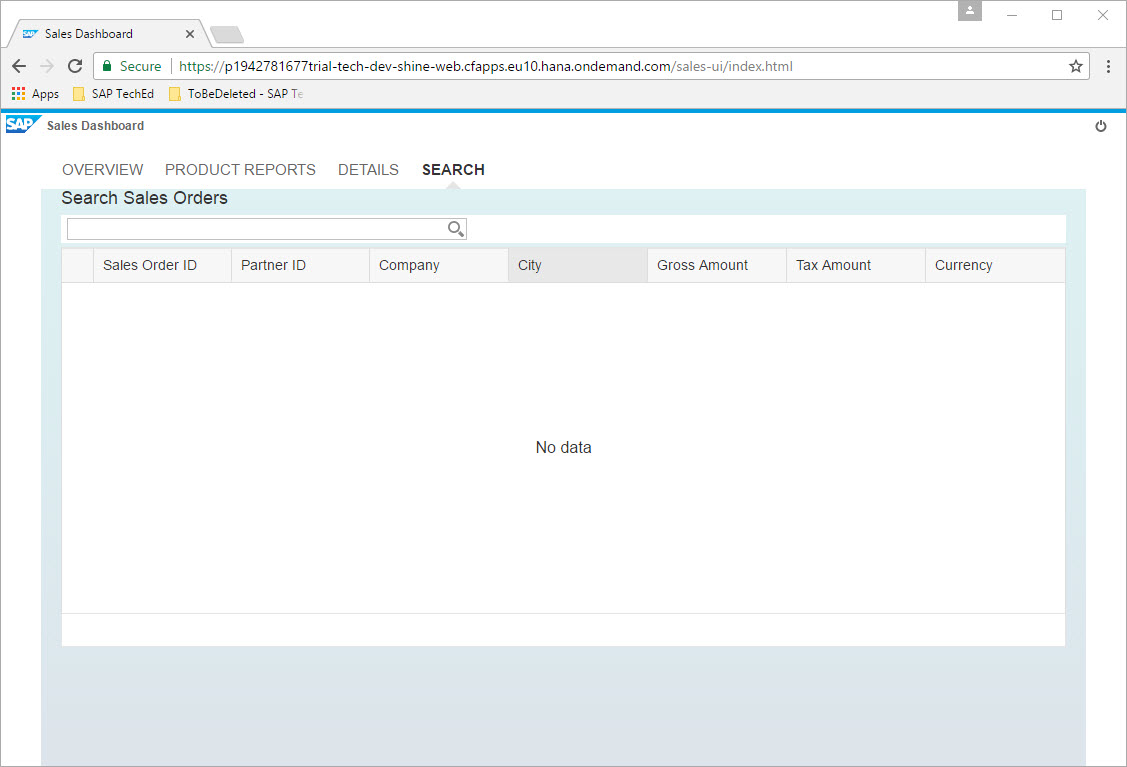 SAP Sales Dashboard
Secure https://p1942781677trial-tech-dev-shine-web.cfapps.eu10.hana.ondemand.com/sales-ui/index.html
Apps SAP TechEd ToBeDeleted - SAP Te
SAP Sales Dashboard
OVERVIEW PRODUCT REPORTS DETAILS SEARCH
Search Sales Orders
Sales Order ID Partner ID Company City Gross Amount Tax Amount Currency
No data